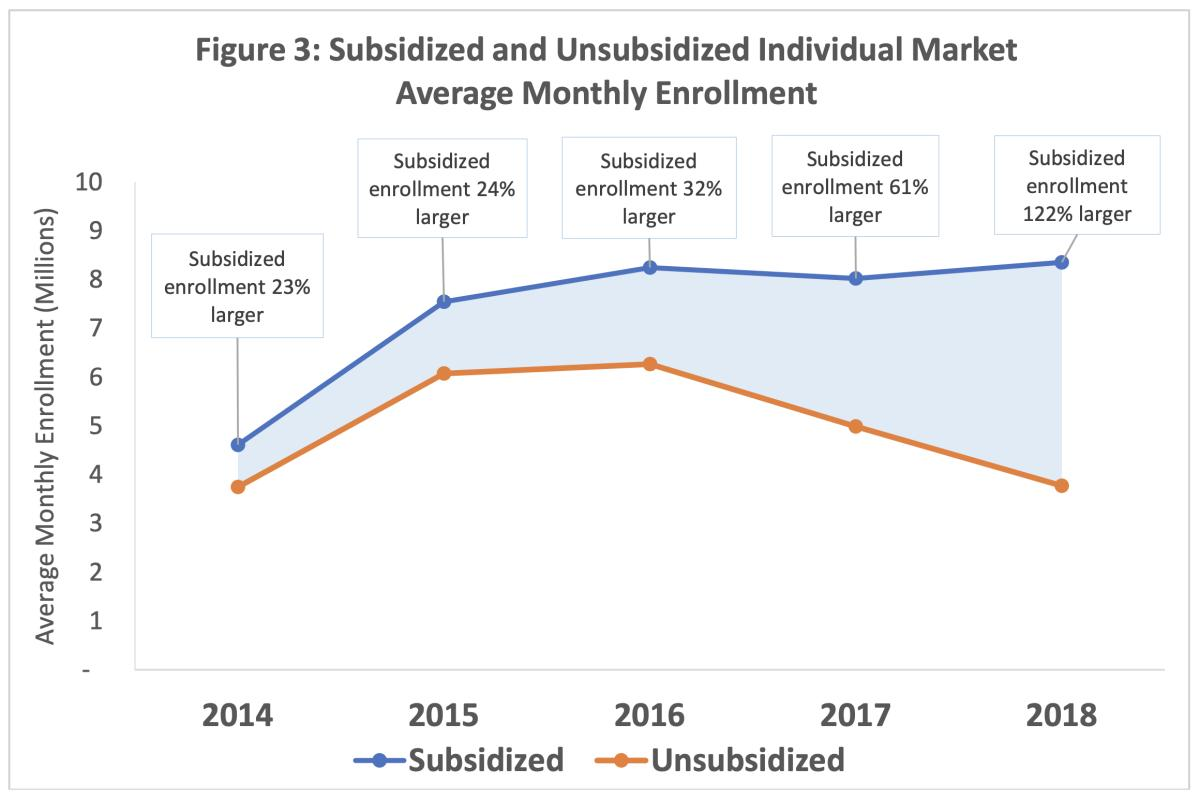 Figure 3: Subsidized and Unsubsidized Individual Market
Average Monthly Enrollment
Average Monthly Enrollment (Millions)
10
9
8
7
6
5
4
3
2
1
-
Subsidized
enrollment 23%
larger
Subsidized
enrollment 24%
larger
Subsidized
enrollment 32%
larger
Subsidized
enrollment 61%
larger
Subsidized
enrollment
122% larger
2014
2015
2016
2017
2018
Subsidized
Unsubsidized